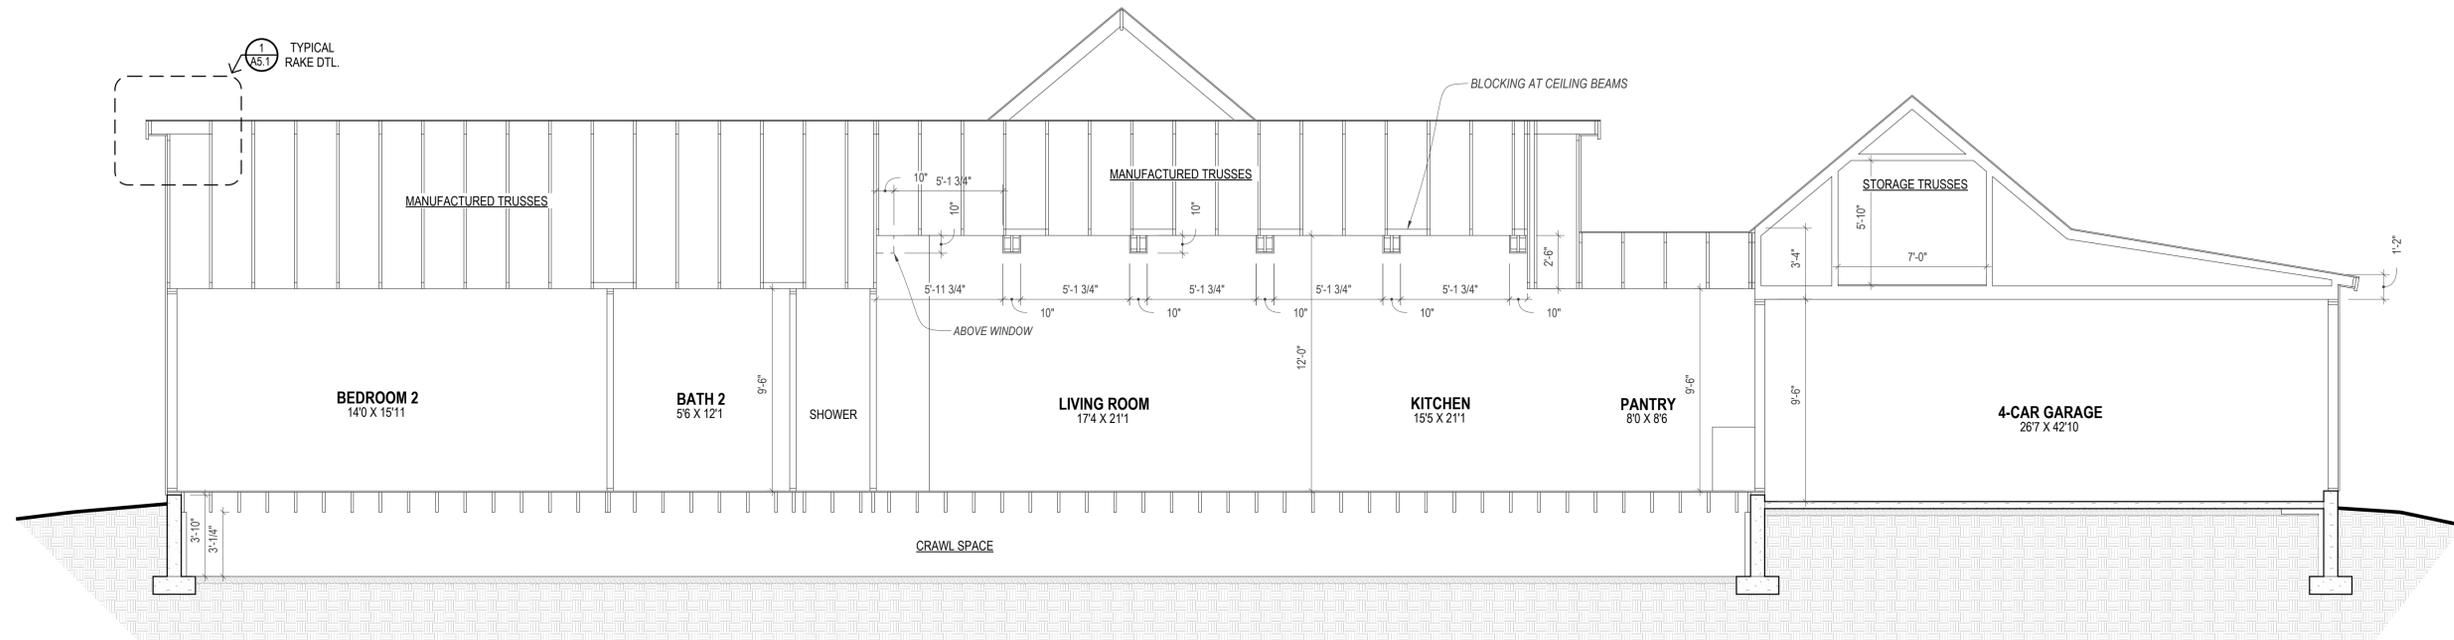 1
A5.1
TYPICAL
RAKE DTL.
BLOCKING AT CEILING BEAMS
MANUFACTURED TRUSSES
MANUFACTURED TRUSSES
STORAGE TRUSSES
10"
5'-1 3/4"
10"
10"
5'-10"
7'-0"
3'-4"
1'-2"
2'-6"
5'-11 3/4"
5'-1 3/4"
5'-1 3/4"
5'-1 3/4"
5'-1 3/4"
10"
10"
10"
10"
10"
ABOVE WINDOW
12'-0"
9'-6"
9'-6"
9'-6"
BEDROOM 2
14'0 X 15'11
BATH 2
5'6 X 12'1
SHOWER
LIVING ROOM
17'4 X 21'1
KITCHEN
15'5 X 21'1
PANTRY
8'0 X 8'6
4-CAR GARAGE
26'7 X 42'10
3'-10"
3'-1/4"
CRAWL SPACE